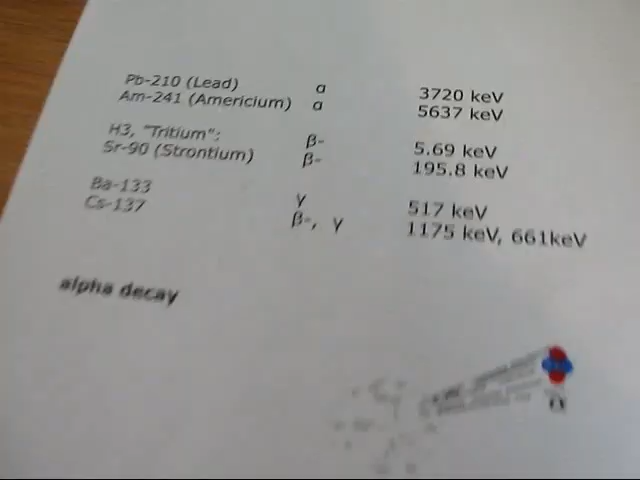 Pb-210 (Lead) α 3720 keV
Am-241 (Americium) α 5637 keV
H3, "Tritium": β- 5.69 keV
Sr-90 (Strontium) β- 195.8 keV
Ba-133 γ 517 keV
Cs-137 β-, γ 1175 keV, 661keV
alpha decay
α